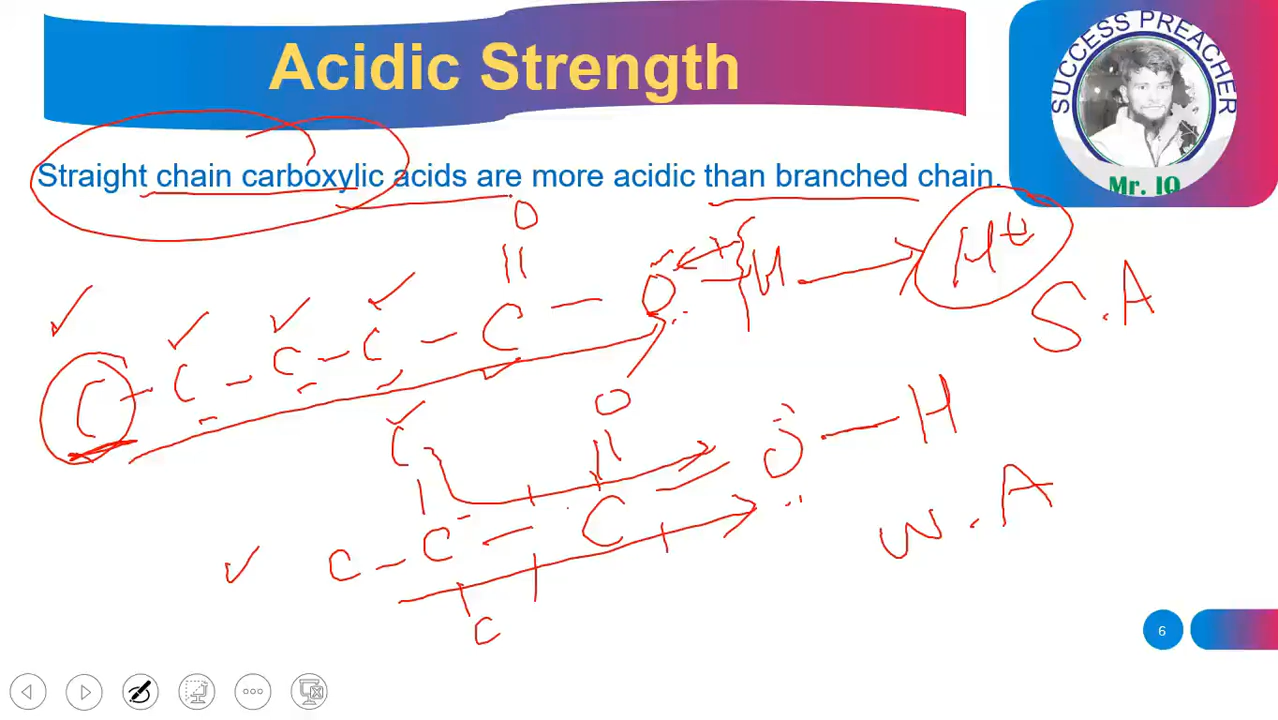 Acidic Strength
SUCCESS PREACHER
Mr. IQ
Straight chain carboxylic acids are more acidic than branched chain.
O
||
C - C - C - C - C - O - H → H⊕
S.A
C O
| ||
C - C - C = O - H
|
C
W.A
6